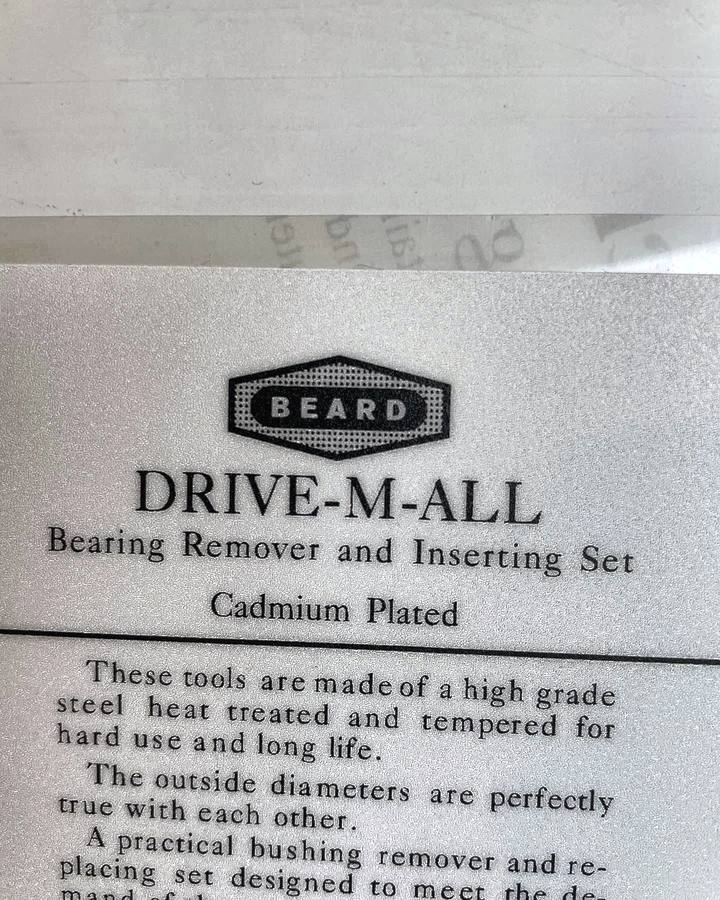 BEARD
DRIVE-M-ALL
Bearing Remover and Inserting Set
Cadmium Plated
These tools are made of a high grade
steel heat treated and tempered for
hard use and long life.
The outside diameters are perfectly
true with each other.
A practical bushing remover and re-
placing set designed to meet the de-
mand of